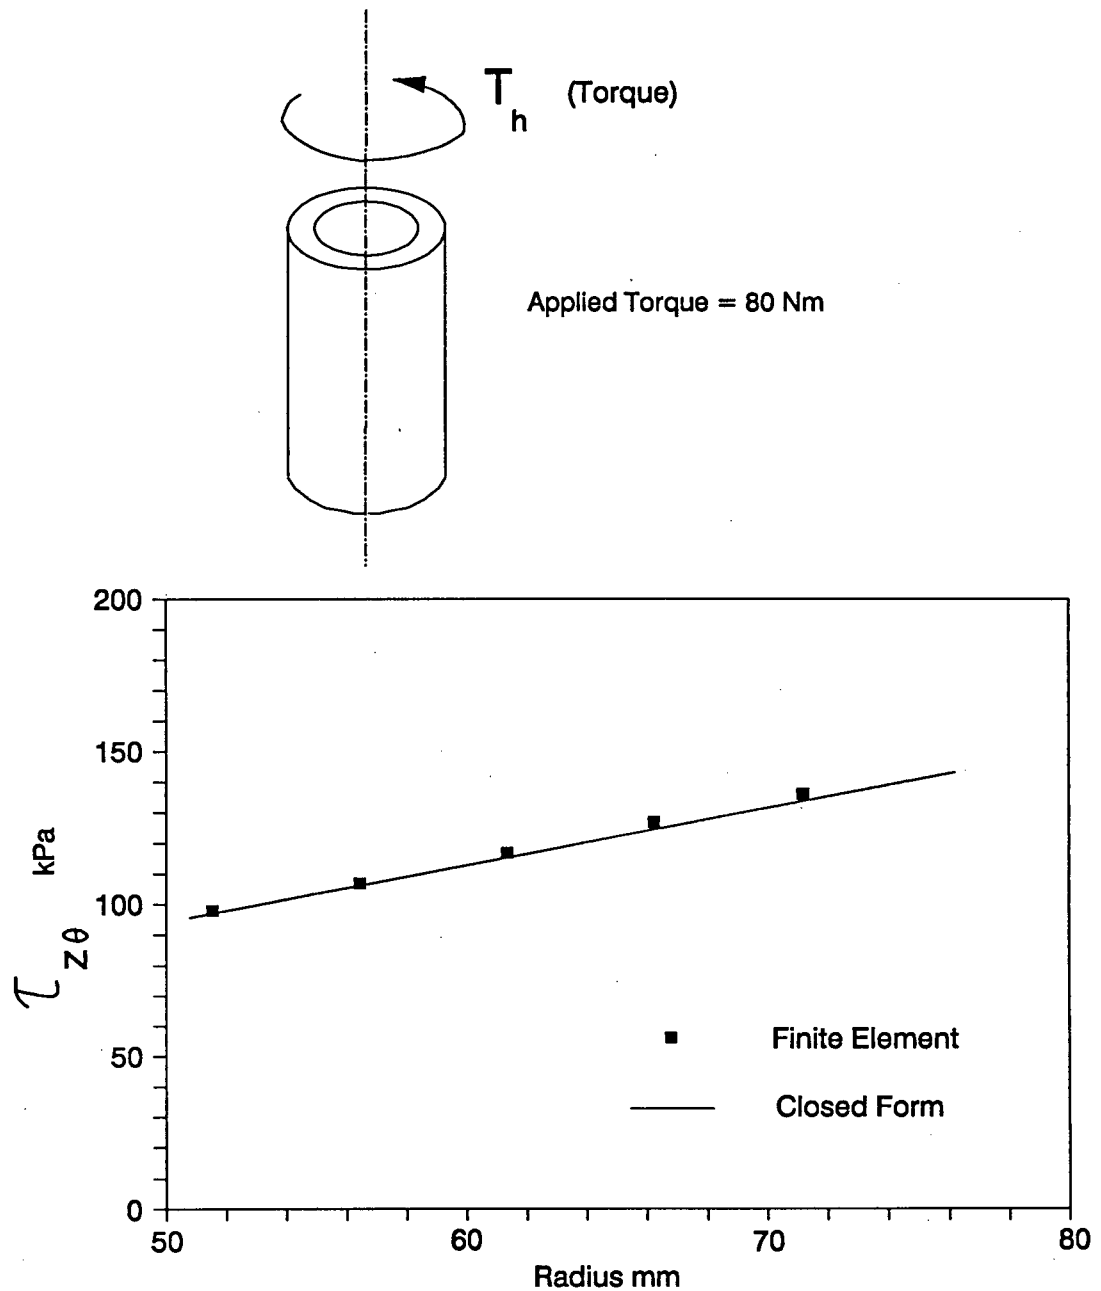 T h (Torque)
Applied Torque = 80 Nm
200
150
100
50
0
τ zθ kPa
Finite Element
Closed Form
50 60 70 80
Radius mm